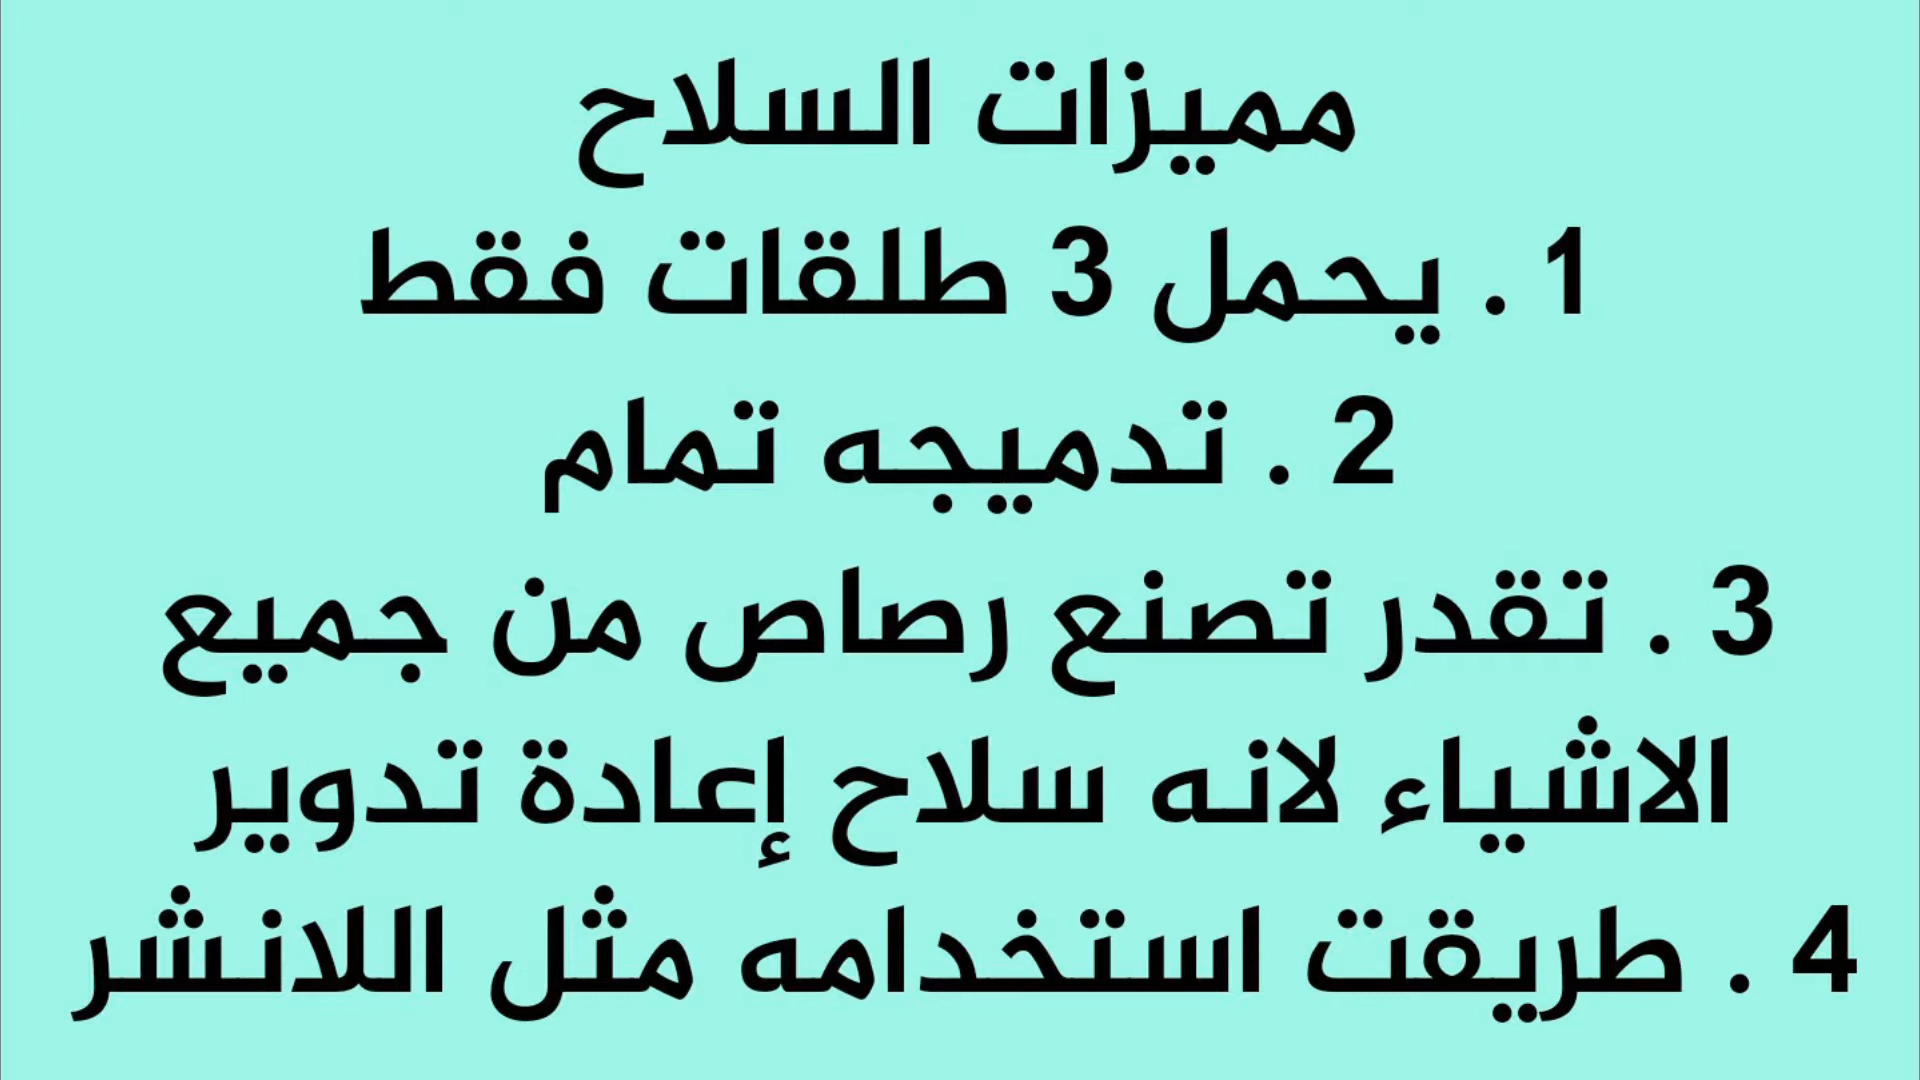 مميزات السلاح
1 . يحمل 3 طلقات فقط
2 . تدميجه تمام
3 . تقدر تصنع رصاص من جميع
الاشياء لانه سلاح إعادة تدوير
4 . طريقت استخدامه مثل اللانشر